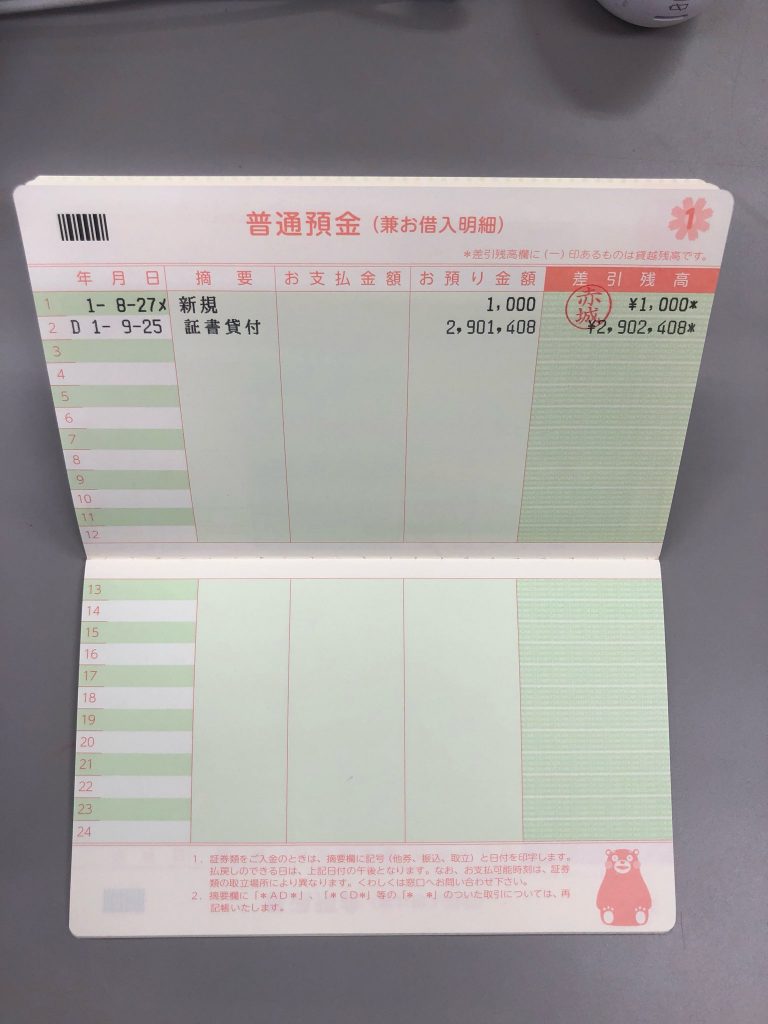 普通預金(兼お借入明細)
1
*差引残高欄に(-)印あるものは貸越残高です。
年 月 日 摘 要 お支払金額 お預り金額 差引残高
1 1- 8-27* 新規 1,000 ¥1,000*
赤城
2 D 1- 9-25 証書貸付 2,901,408 ¥2,902,408*
3
4
5
6
7
8
9
10
11
12
13
14
15
16
17
18
19
20
21
22
23
24
1. 証券類をご入金のときは、摘要欄に記号(他券、振込、取立)と日付を印字します。
払戻しのできる日は、上記日付の午後となります。なお、お支払可能時刻は、証券
類の取立場所により異なります。くわしくは窓口へお問い合わせ下さい。
2. 摘要欄に「*AD*」、「*CD*」等の「* *」のついた取引については、再
記帳いたします。